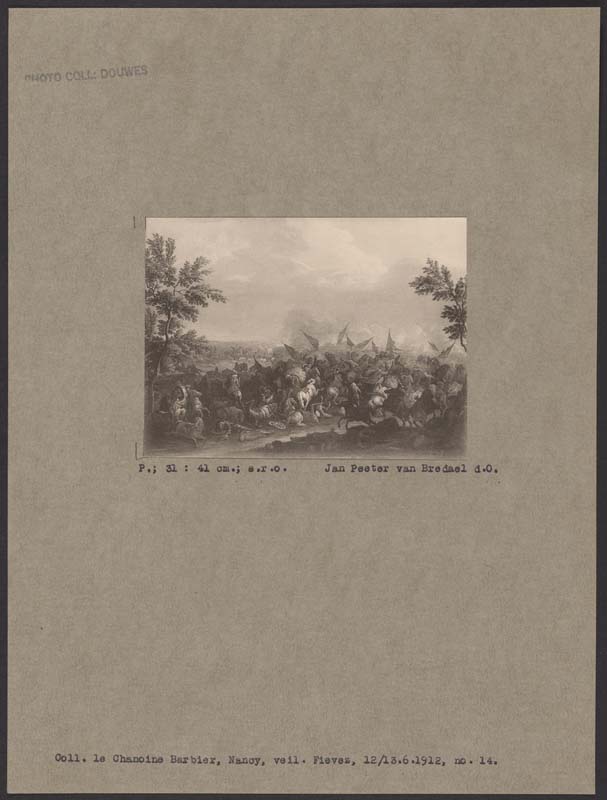 PHOTO COLL: DOUWES
P.; 31 : 41 cm.; s.r.o. Jan Peeter van Bredael d.O.
Coll. le Chanoine Barbier, Nancy, veil. Fievez, 12/13.6.1912, no. 14.